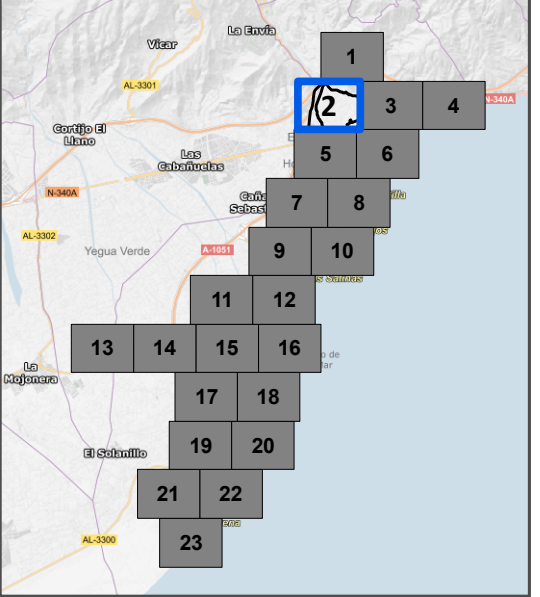 La Envía
Vicar
1
AL-3301
2
3
4
N-340A
Cortijo El
Llano
Las
Cabañuelas
5
6
N-340A
7
8
AL-3302
Yegua Verde
A-1051
9
10
11
12
13
14
15
16
La
Mojonera
17
18
El Solanillo
19
20
21
22
AL-3300
23